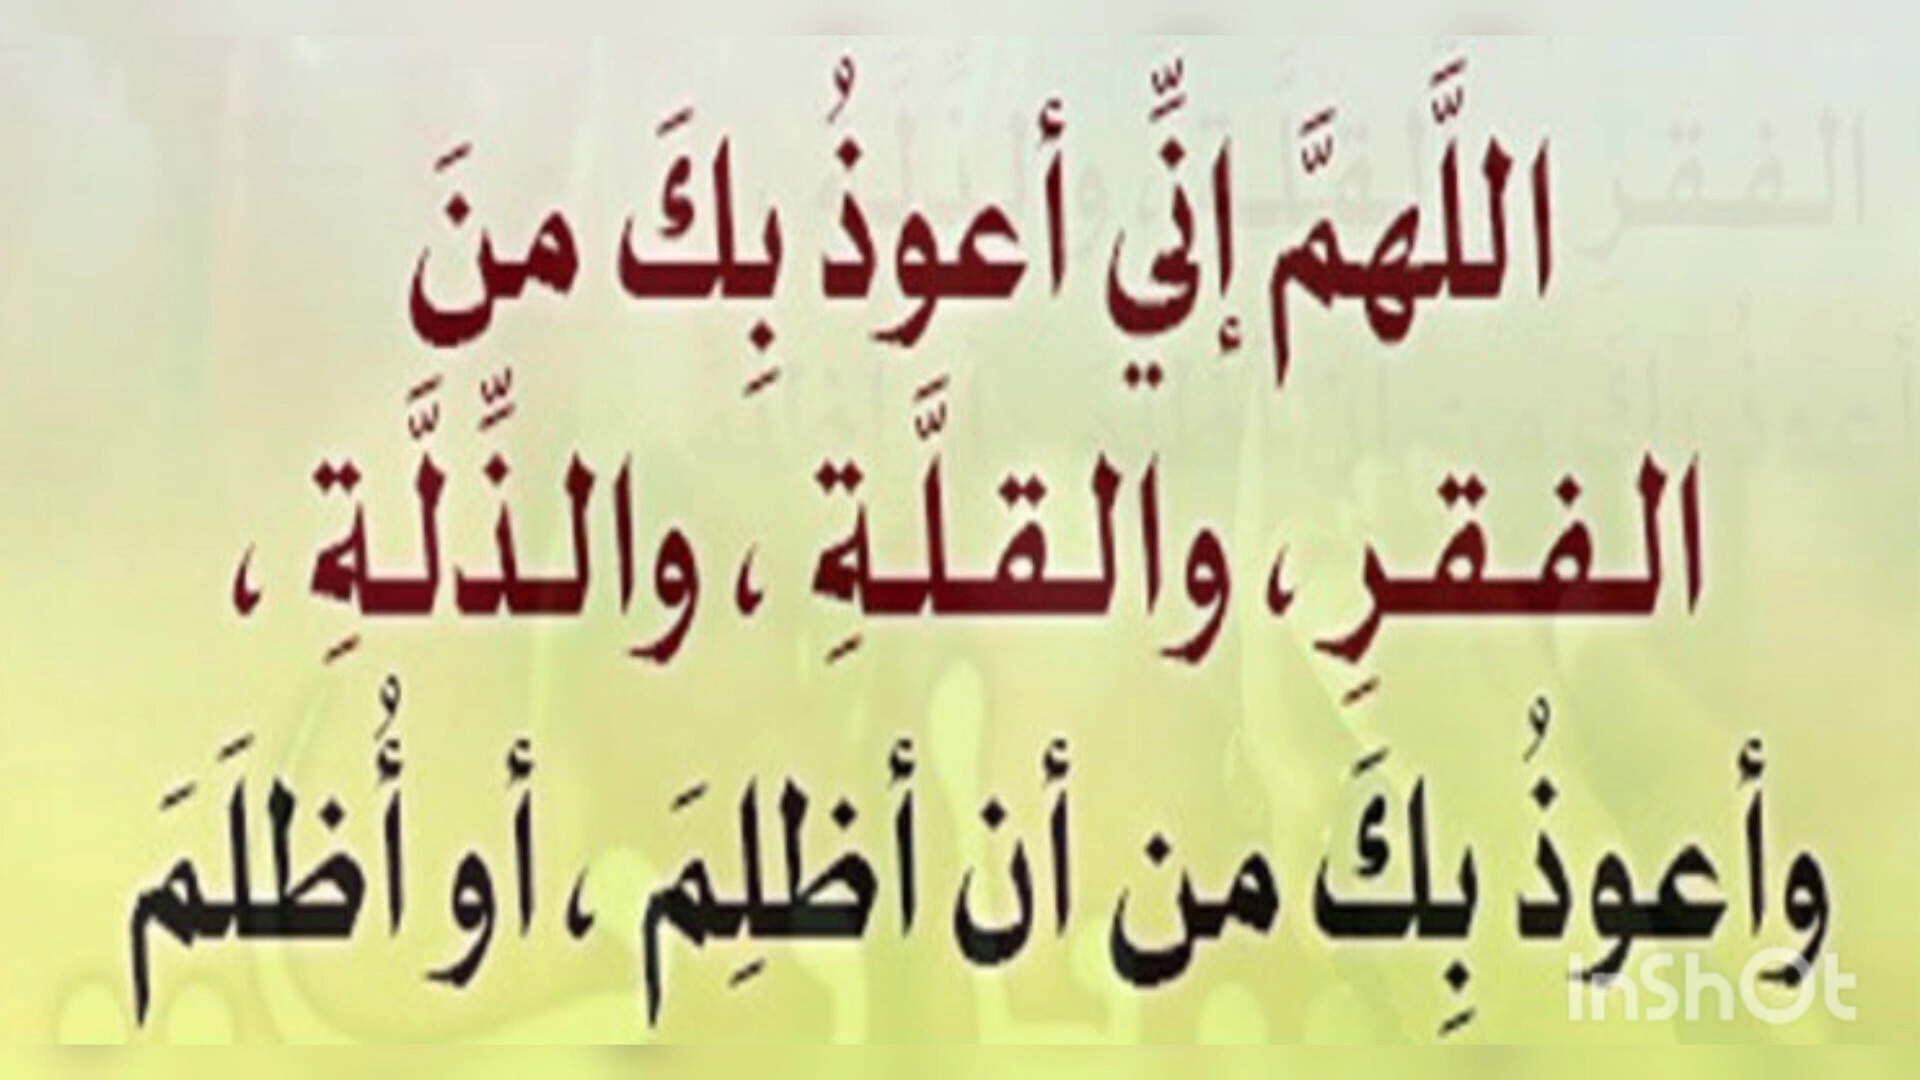 اللَّهمَّ إنِّي أعوذُ بِكَ منَ
الفقرِ ، والقلَّةِ ، والذِّلَّةِ ،
وأعوذُ بِكَ من أن أظلِمَ ، أو أُظلَمَ
InShOt